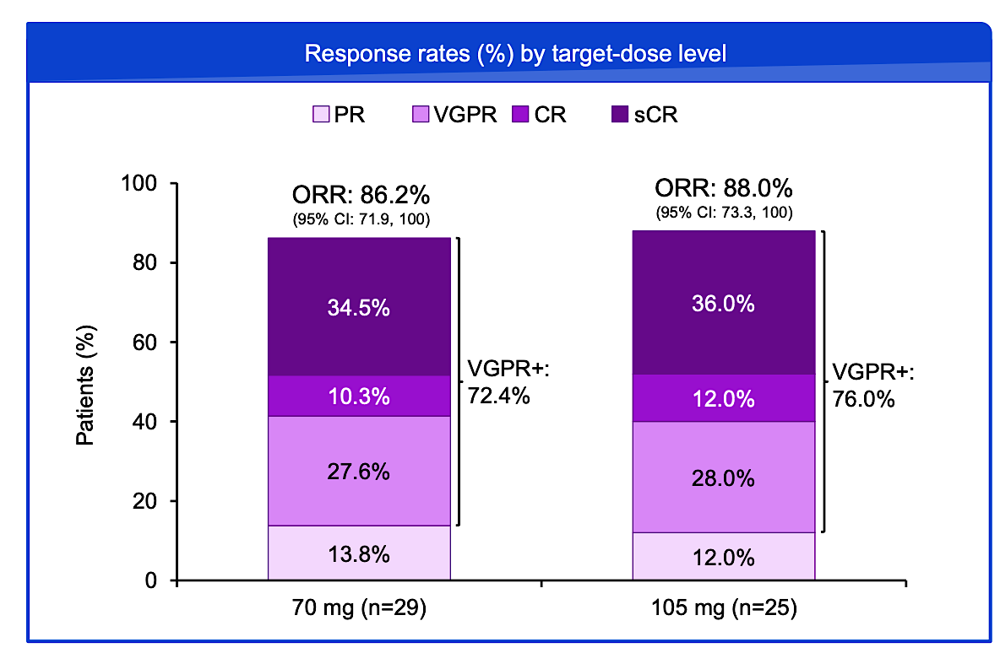 Response rates (%) by target-dose level
PR VGPR CR sCR
100
80
60
40
20
0
Patients (%)
ORR: 86.2%
(95% CI: 71.9, 100)
34.5%
10.3%
27.6%
13.8%
VGPR+:
72.4%
70 mg (n=29)
ORR: 88.0%
(95% CI: 73.3, 100)
36.0%
12.0%
28.0%
12.0%
VGPR+:
76.0%
105 mg (n=25)